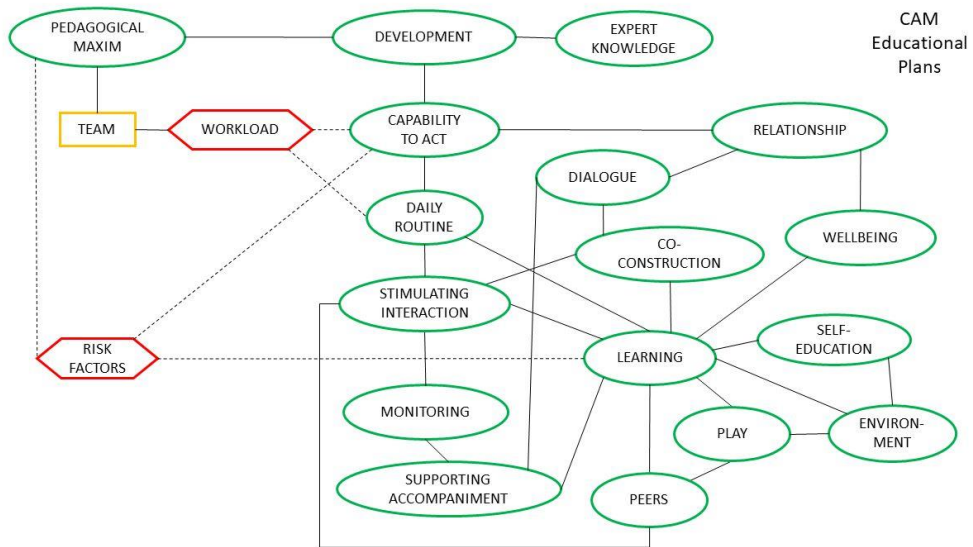 PEDAGOGICAL
MAXIM
DEVELOPMENT
EXPERT
KNOWLEDGE
CAM
Educational
Plans
TEAM
WORKLOAD
CAPABILITY
TO ACT
RELATIONSHIP
DIALOGUE
DAILY
ROUTINE
CO-
CONSTRUCTION
WELLBEING
STIMULATING
INTERACTION
RISK
FACTORS
LEARNING
SELF-
EDUCATION
MONITORING
PLAY
ENVIRON-
MENT
SUPPORTING
ACCOMPANIMENT
PEERS